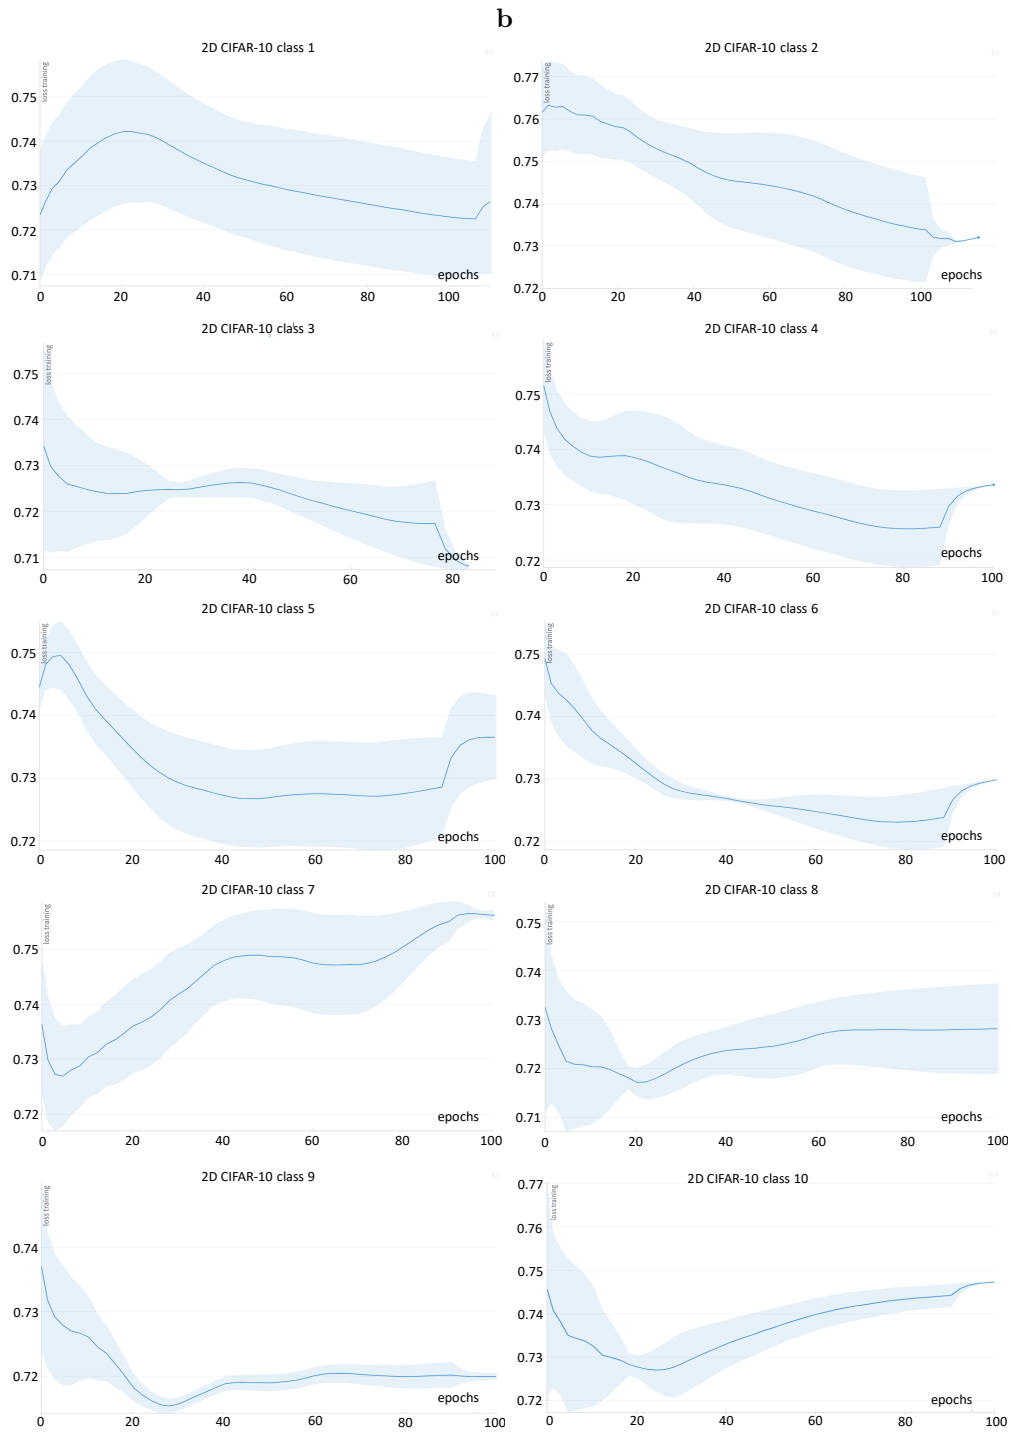 b
2D CIFAR-10 class 1
loss training
0.75
0.74
0.73
0.72
0.71
epochs
0 20 40 60 80 100
2D CIFAR-10 class 2
loss training
0.77
0.76
0.75
0.74
0.73
0.72
epochs
0 20 40 60 80 100
2D CIFAR-10 class 3
loss training
0.75
0.74
0.73
0.72
0.71
epochs
0 20 40 60 80
2D CIFAR-10 class 4
loss training
0.75
0.74
0.73
0.72
epochs
0 20 40 60 80 100
2D CIFAR-10 class 5
loss training
0.75
0.74
0.73
0.72
epochs
0 20 40 60 80 100
2D CIFAR-10 class 6
loss training
0.75
0.74
0.73
0.72
epochs
0 20 40 60 80 100
2D CIFAR-10 class 7
loss training
0.75
0.74
0.73
0.72
epochs
0 20 40 60 80 100
2D CIFAR-10 class 8
loss training
0.75
0.74
0.73
0.72
0.71
epochs
0 20 40 60 80 100
2D CIFAR-10 class 9
loss training
0.74
0.73
0.72
epochs
0 20 40 60 80 100
2D CIFAR-10 class 10
loss training
0.77
0.76
0.75
0.74
0.73
0.72
epochs
0 20 40 60 80 100